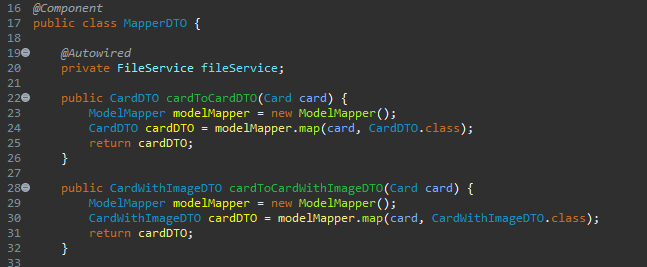 16 @Component
17 public class MapperDTO {
18
19 @Autowired
20 private FileService fileService;
21
22 public CardDTO cardToCardDTO(Card card) {
23 ModelMapper modelMapper = new ModelMapper();
24 CardDTO cardDTO = modelMapper.map(card, CardDTO.class);
25 return cardDTO;
26 }
27
28 public CardWithImageDTO cardToCardWithImageDTO(Card card) {
29 ModelMapper modelMapper = new ModelMapper();
30 CardWithImageDTO cardDTO = modelMapper.map(card, CardWithImageDTO.class);
31 return cardDTO;
32 }
33